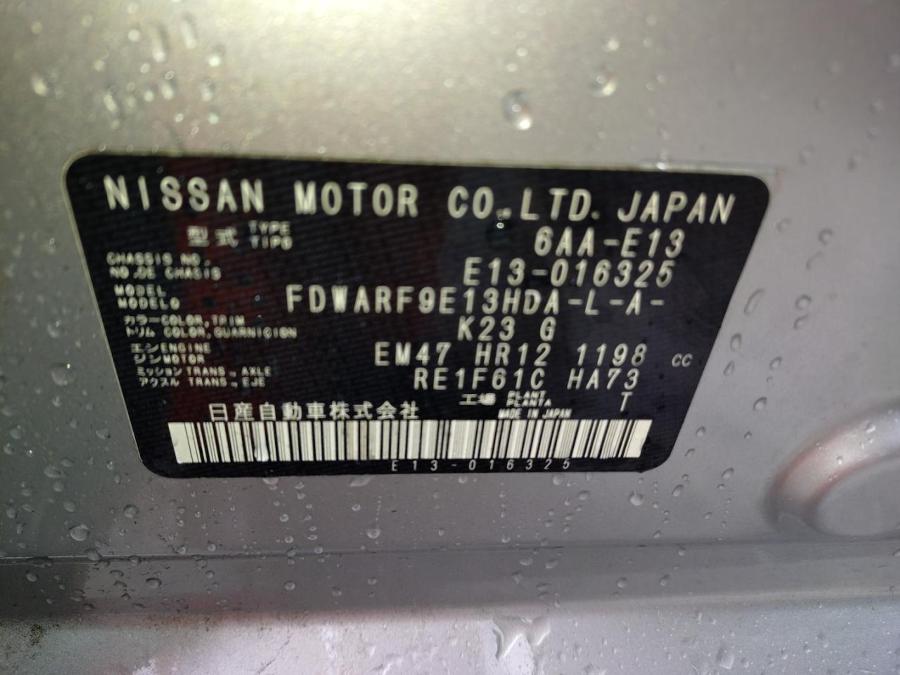 NISSAN MOTOR CO.,LTD. JAPAN
型式 TYPE TIPO 6AA-E13
CHASSIS NO. NO.DE CHASIS E13-016325
MODEL MODELO FDWARF9E13HDA-L-A-
カラー トリム COLOR,TRIM COLOR,GUARNICION K23 G
エンジン ENGINE MOTOR EM47 HR12 1198 cc
ミッション アクスル TRANS.,AXLE TRANS.,EJE RE1F61C HA73
工場 PLANT PLANTA T
日産自動車株式会社 MADE IN JAPAN
E13-016325